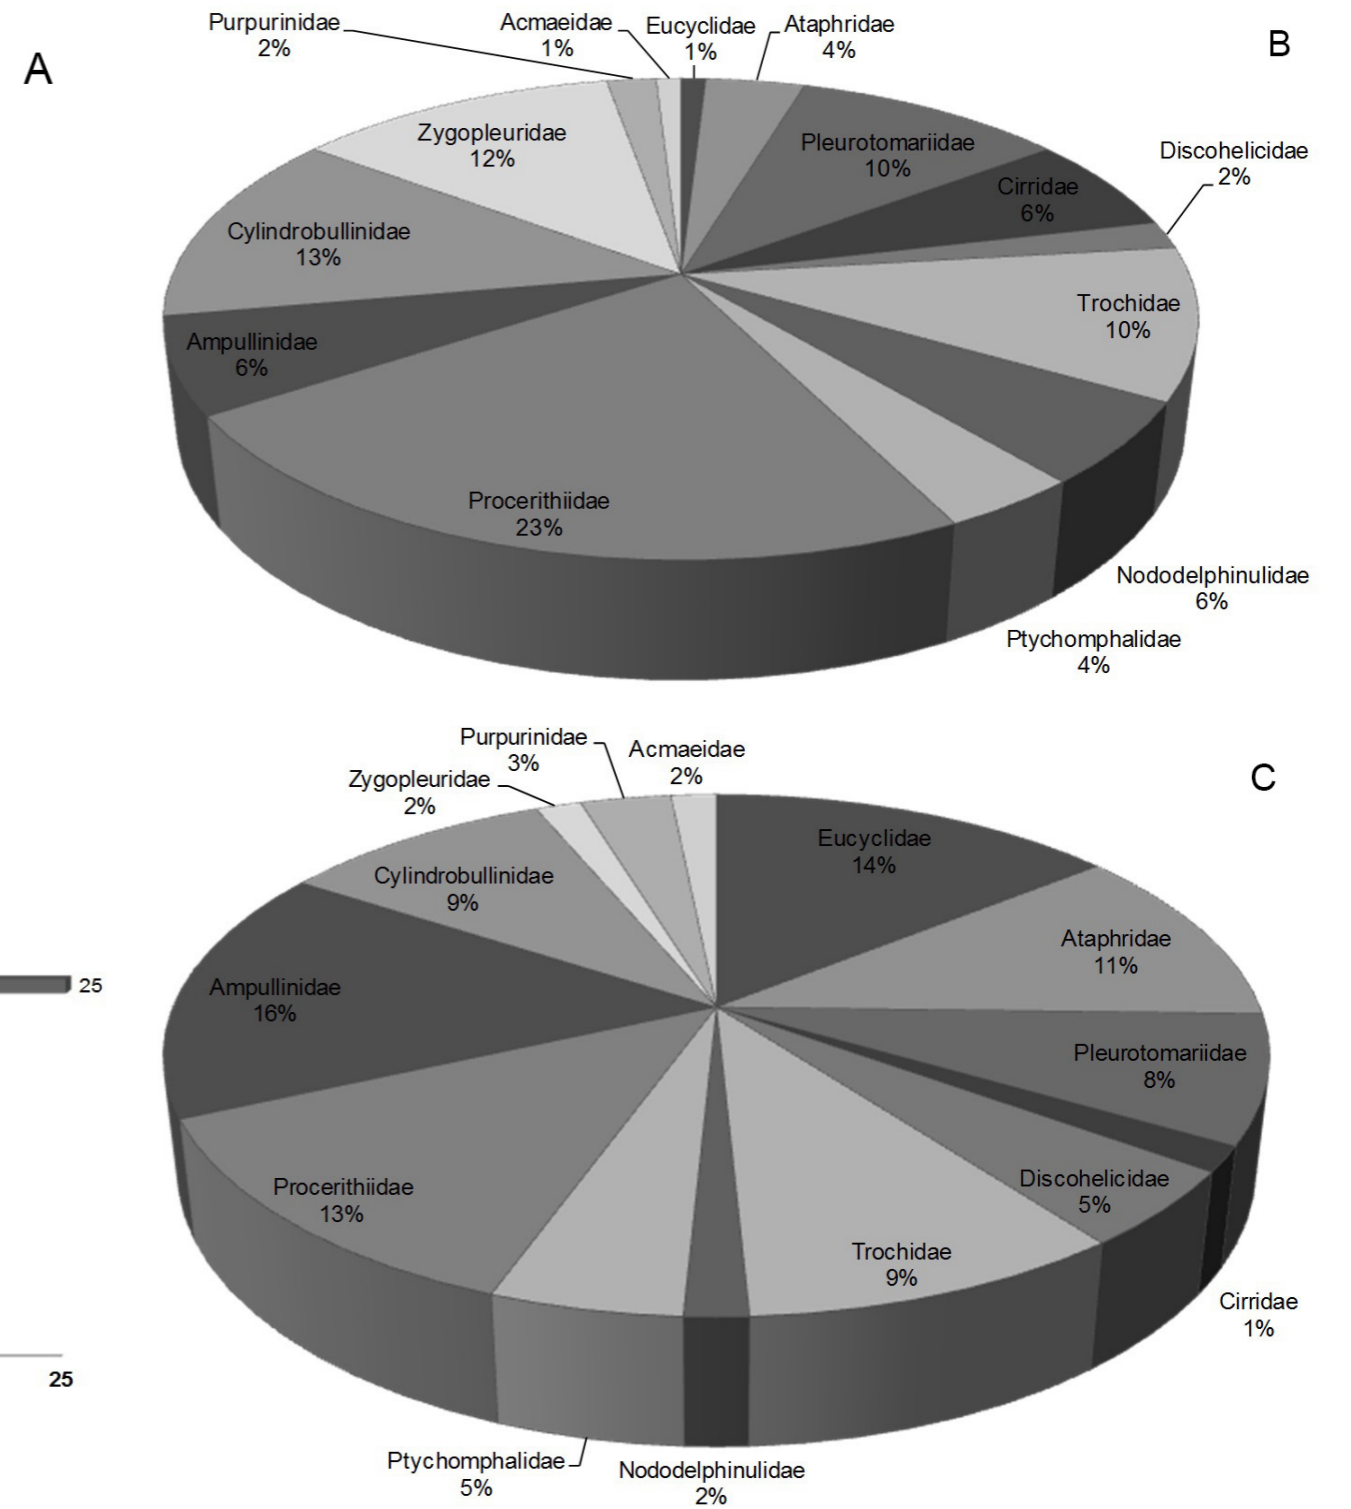 A
B
Purpurinidae
2%
Acmaeidae
1%
Eucyclidae
1%
Ataphridae
4%
Zygopleuridae
12%
Pleurotomariidae
10%
Discohelicidae
2%
Cirridae
6%
Cylindrobullinidae
13%
Trochidae
10%
Ampullinidae
6%
Procerithiidae
23%
Nododelphinulidae
6%
Ptychomphalidae
4%
C
Purpurinidae
3%
Acmaeidae
2%
Zygopleuridae
2%
Eucyclidae
14%
Cylindrobullinidae
9%
Ataphridae
11%
25
Ampullinidae
16%
Pleurotomariidae
8%
Procerithiidae
13%
Discohelicidae
5%
Trochidae
9%
Cirridae
1%
25
Ptychomphalidae
5%
Nododelphinulidae
2%